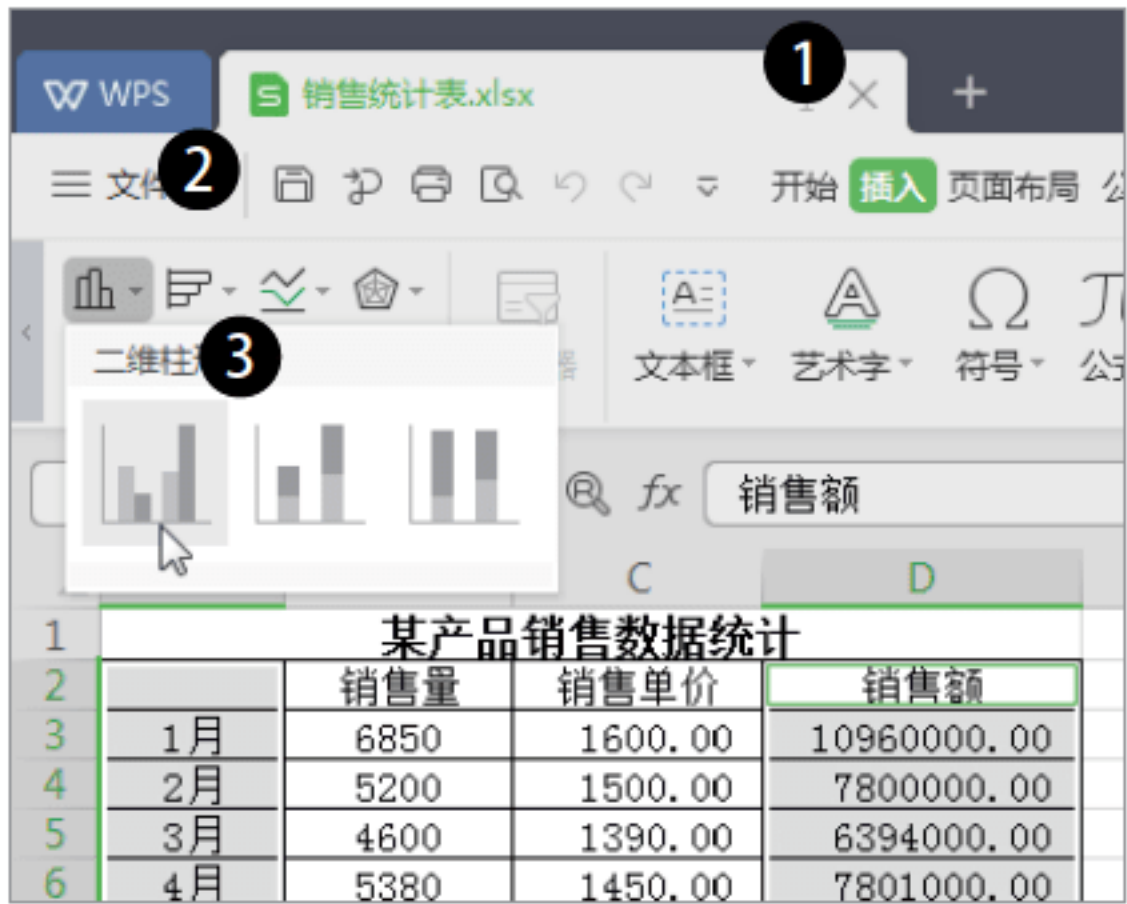 1
WPS 销售统计表.xlsx
2
文件 开始 插入 页面布局
文本框 艺术字 符号
二维柱
3
fx 销售额
C D
1 某产品销售数据统计
2 销售量 销售单价 销售额
3 1月 6850 1600.00 10960000.00
4 2月 5200 1500.00 7800000.00
5 3月 4600 1390.00 6394000.00
6 4月 5380 1450.00 7801000.00